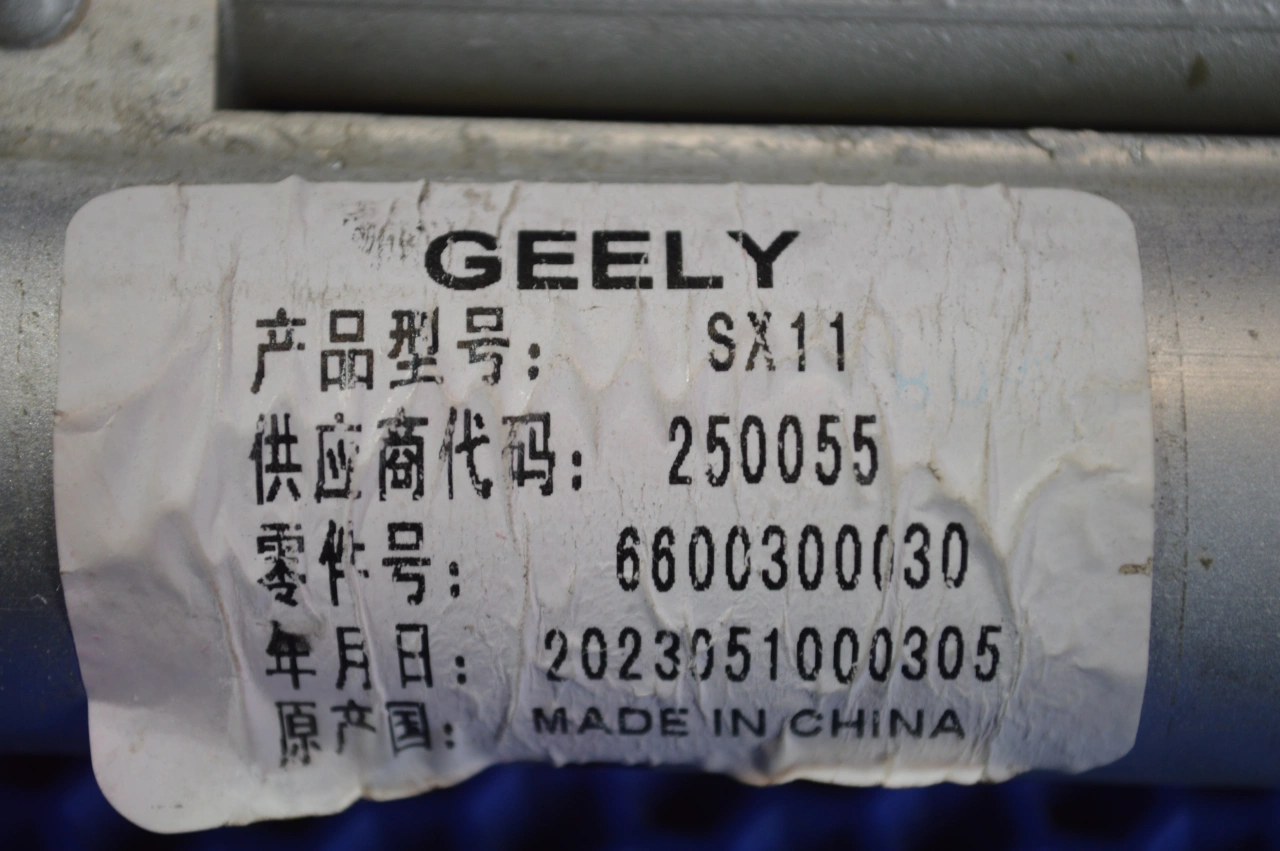 GEELY
产品型号： SX11
供应商代码： 250055
零件号： 6600300030
年月日： 2023051000305
原产国： MADE IN CHINA